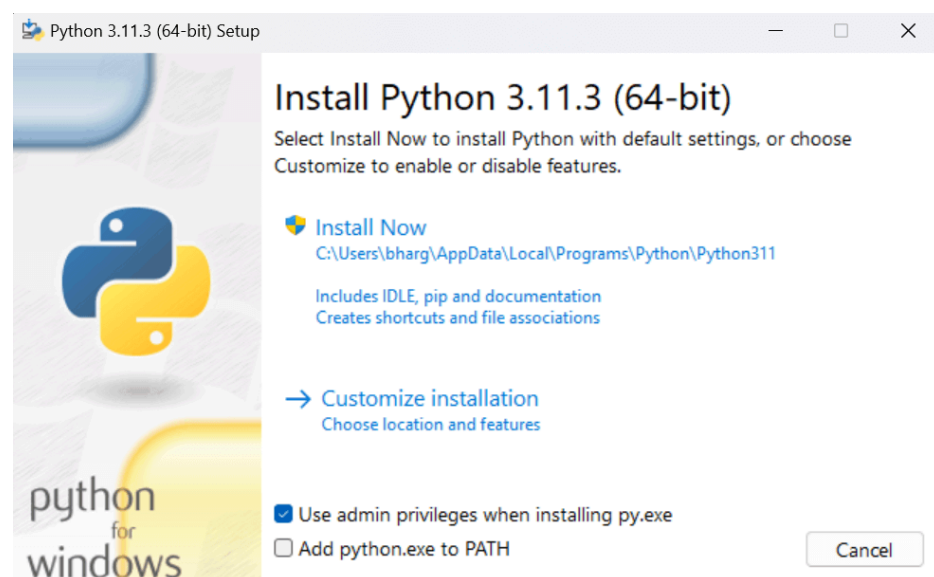 Python 3.11.3 (64-bit) Setup
Install Python 3.11.3 (64-bit)
Select Install Now to install Python with default settings, or choose
Customize to enable or disable features.
Install Now
C:\Users\bharg\AppData\Local\Programs\Python\Python311
Includes IDLE, pip and documentation
Creates shortcuts and file associations
Customize installation
Choose location and features
python
for
windows
Use admin privileges when installing py.exe
Add python.exe to PATH
Cancel